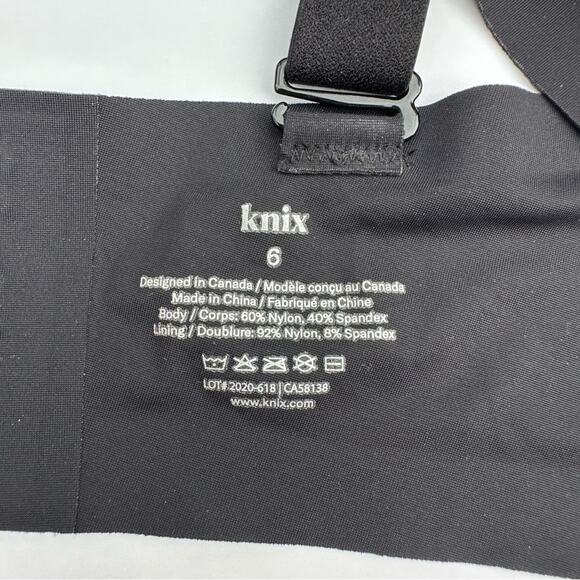 knix
6
Designed in Canada / Modèle conçu au Canada
Made in China / Fabriqué en Chine
Body / Corps: 60% Nylon, 40% Spandex
Lining / Doublure: 92% Nylon, 8% Spandex
LOT# 2020-618 | CA58138
www.knix.com